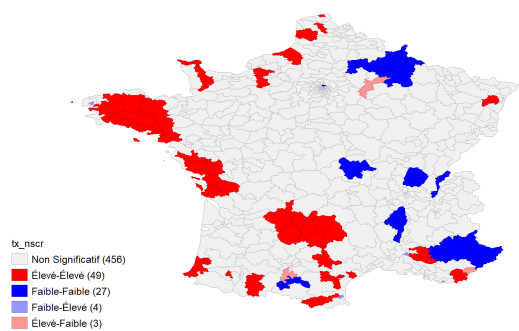 tx_nscr
Non Significatif (456)
Élevé-Élevé (49)
Faible-Faible (27)
Faible-Élevé (4)
Élevé-Faible (3)